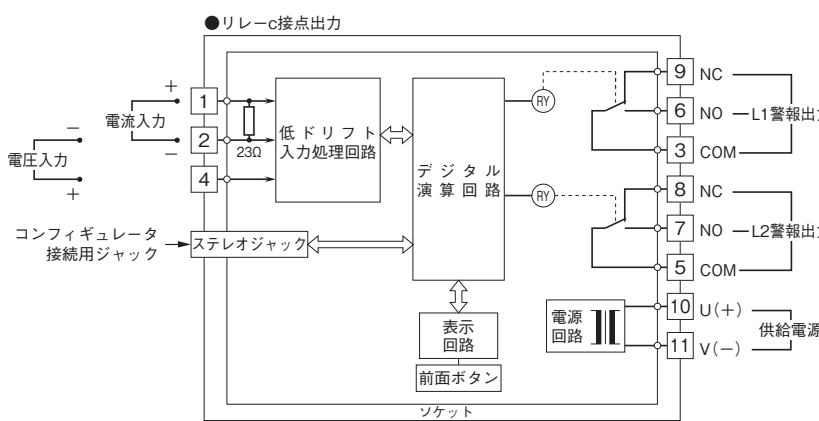 ●リレーc接点出力
+
電流入力
−
−
電圧入力
+
1
2
4
23Ω
低ドリフト
入力処理回路
デジタル
演算回路
RY
RY
9 NC
6 NO L1警報出力
3 COM
8 NC
7 NO L2警報出力
5 COM
10 U(+)
供給電源
11 V(−)
電源
回路
コンフィギュレータ
接続用ジャック
ステレオジャック
表示
回路
前面ボタン
ソケット